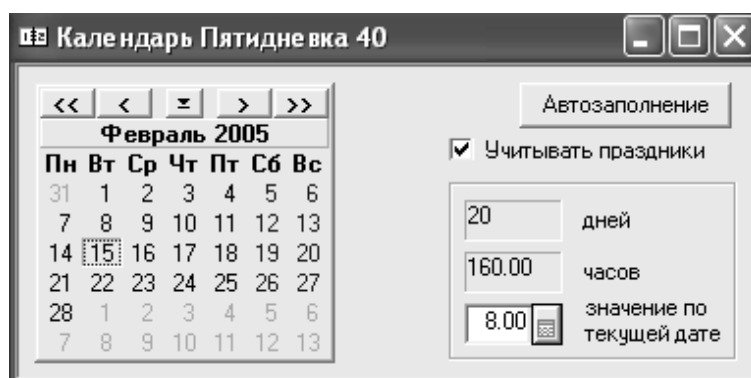 Календарь Пятидневка 40
<< < > >>
Автозаполнение
Февраль 2005
Учитывать праздники
Пн Вт Ср Чт Пт Сб Вс
31 1 2 3 4 5 6
7 8 9 10 11 12 13
14 15 16 17 18 19 20
21 22 23 24 25 26 27
28 1 2 3 4 5 6
7 8 9 10 11 12 13
20 дней
160.00 часов
8.00 значение по
текущей дате